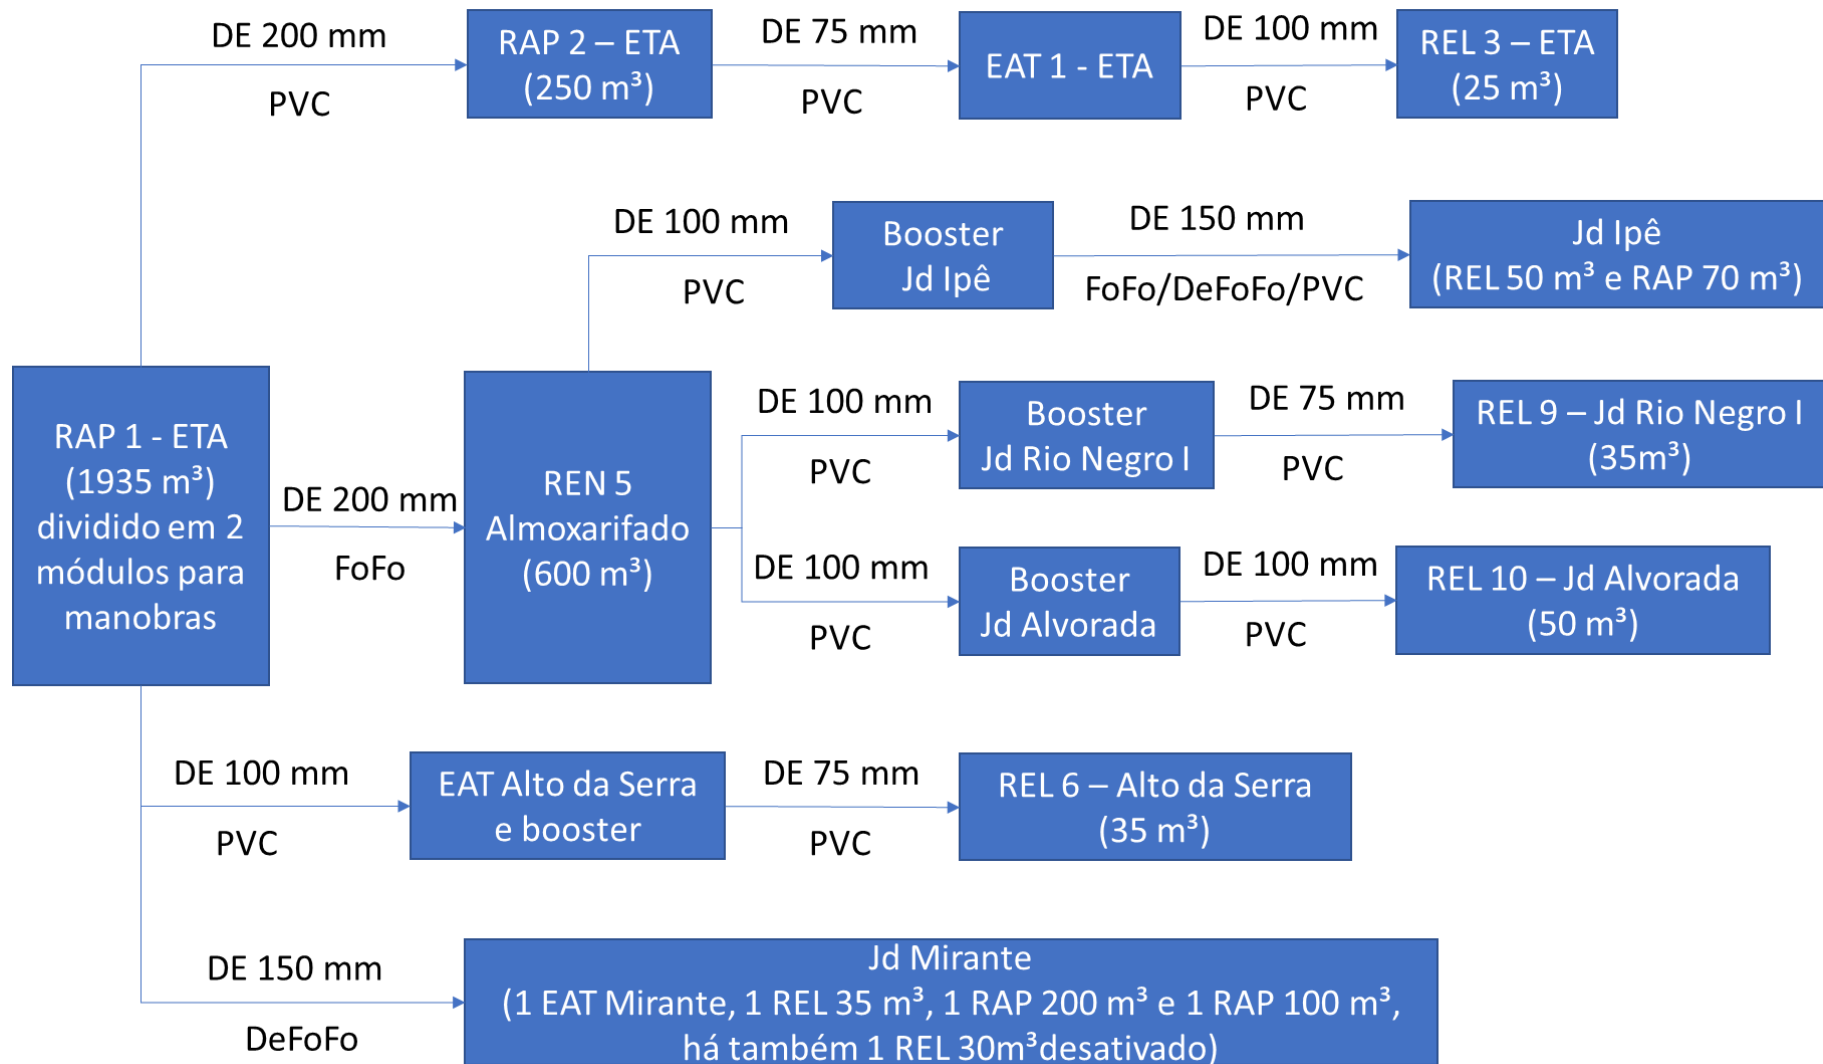 DE 200 mm
PVC
RAP 2 – ETA
(250 m³)
DE 75 mm
PVC
EAT 1 - ETA
DE 100 mm
PVC
REL 3 – ETA
(25 m³)
DE 100 mm
PVC
Booster
Jd Ipê
DE 150 mm
FoFo/DeFoFo/PVC
Jd Ipê
(REL 50 m³ e RAP 70 m³)
RAP 1 - ETA
(1935 m³)
dividido em 2
módulos para
manobras
DE 200 mm
FoFo
REN 5
Almoxarifado
(600 m³)
DE 100 mm
PVC
Booster
Jd Rio Negro I
DE 75 mm
PVC
REL 9 – Jd Rio Negro I
(35m³)
DE 100 mm
PVC
Booster
Jd Alvorada
DE 100 mm
PVC
REL 10 – Jd Alvorada
(50 m³)
DE 100 mm
PVC
EAT Alto da Serra
e booster
DE 75 mm
PVC
REL 6 – Alto da Serra
(35 m³)
DE 150 mm
DeFoFo
Jd Mirante
(1 EAT Mirante, 1 REL 35 m³, 1 RAP 200 m³ e 1 RAP 100 m³,
há também 1 REL 30m³desativado)